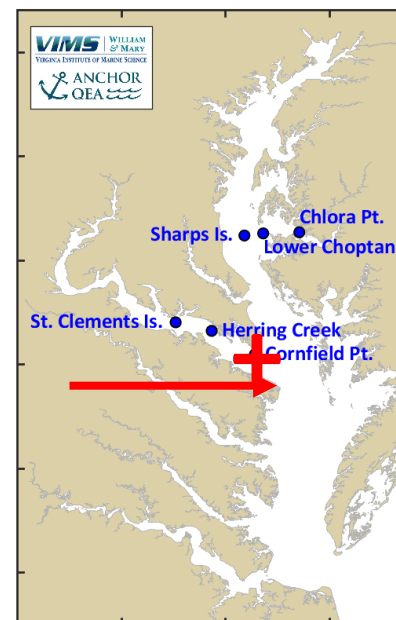 VIMS WILLIAM
& MARY
VIRGINIA INSTITUTE OF MARINE SCIENCE
ANCHOR
QEA
Chlora Pt.
Sharps Is.
Lower Choptan
St. Clements Is.
Herring Creek
Cornfield Pt.